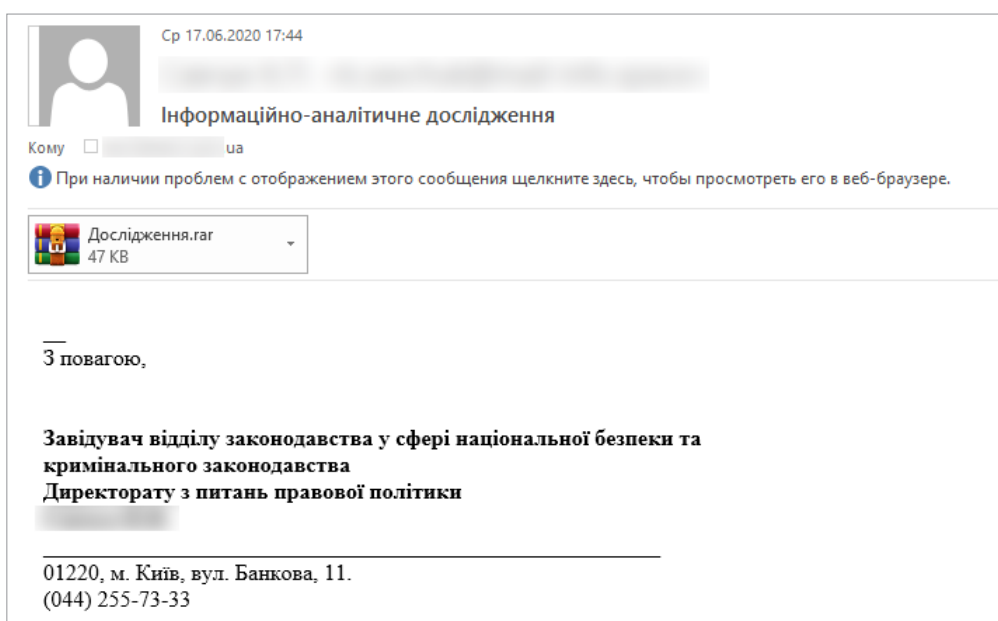 Ср 17.06.2020 17:44
Інформаційно-аналітичне дослідження
Кому ua
При наличии проблем с отображением этого сообщения щелкните здесь, чтобы просмотреть его в веб-браузере.
Дослідження.rar
47 KB
З повагою,
Завідувач відділу законодавства у сфері національної безпеки та
кримінального законодавства
Директорату з питань правової політики
01220, м. Київ, вул. Банкова, 11.
(044) 255-73-33